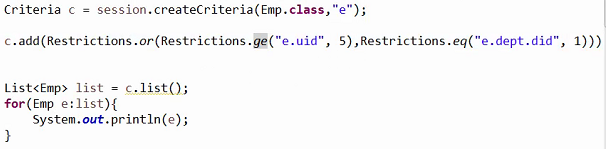 Criteria c = session.createCriteria(Emp.class,"e");
c.add(Restrictions.or(Restrictions.ge("e.uid", 5),Restrictions.eq("e.dept.did", 1)))
List<Emp> list = c.list();
for(Emp e:list){
System.out.println(e);
}